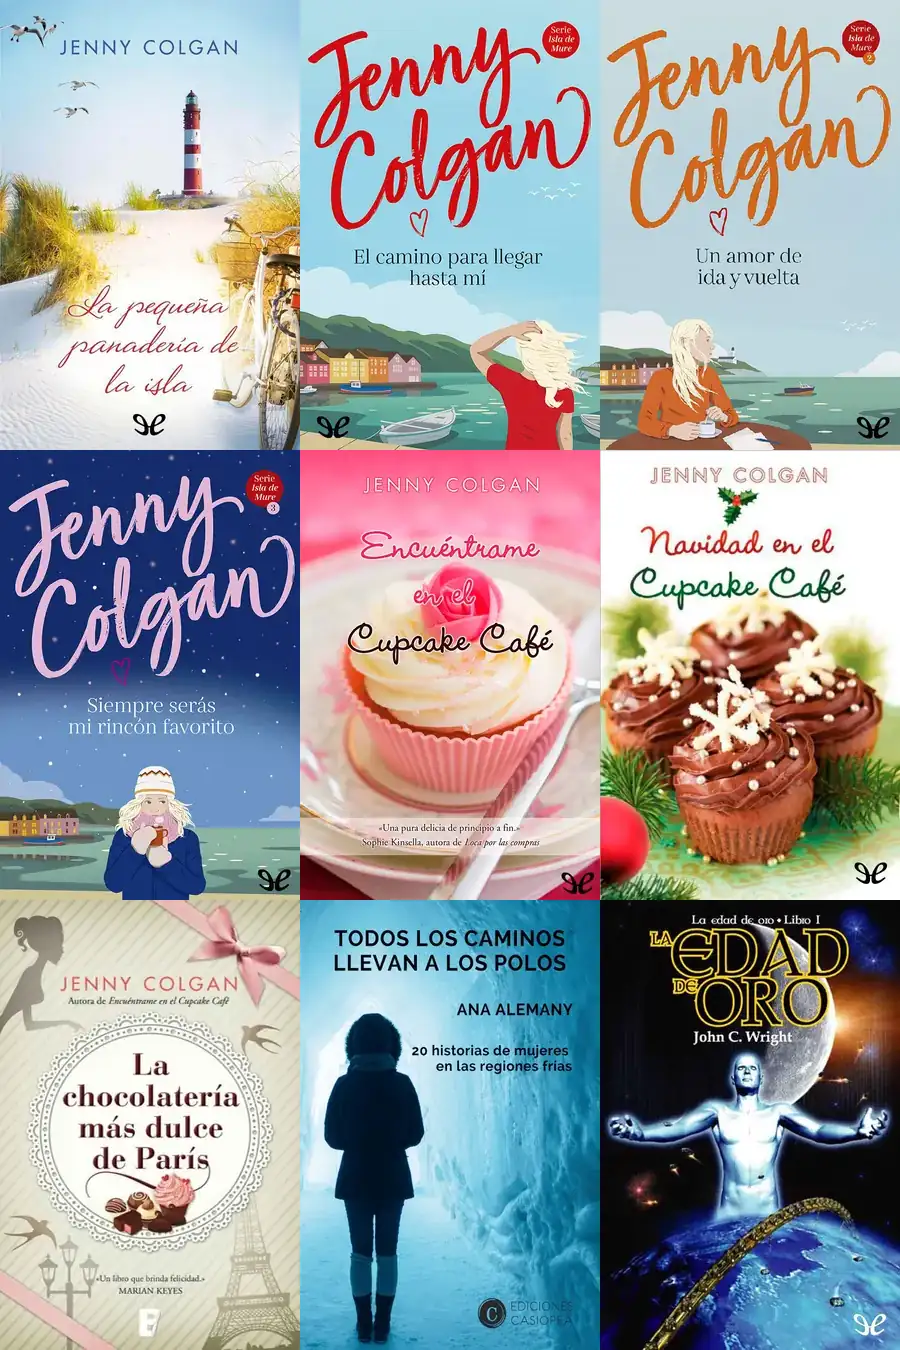 JENNY COLGAN
La pequeña
panadería de
la isla
Jenny
Colgan
Serie
Isla de
Mure
El camino para llegar
hasta mí
Jenny
Colgan
Serie
Isla de
Mure
2
Un amor de
ida y vuelta
Jenny
Colgan
Serie
Isla de
Mure
3
Siempre serás
mi rincón favorito
JENNY COLGAN
Encuéntrame
en el
Cupcake Café
«Una pura delicia de principio a fin.»
Sophie Kinsella, autora de Loca por las compras
JENNY COLGAN
Navidad en el
Cupcake Café
JENNY COLGAN
Autora de Encuéntrame en el Cupcake Café
La
chocolatería
más dulce
de París
«Un libro que brinda felicidad.»
MARIAN KEYES
B
TODOS LOS CAMINOS
LLEVAN A LOS POLOS
ANA ALEMANY
20 historias de mujeres
en las regiones frías
C
EDICIONES
CASIOPEA
La edad de oro • Libro I
LA EDAD
DE ORO
John C. Wright